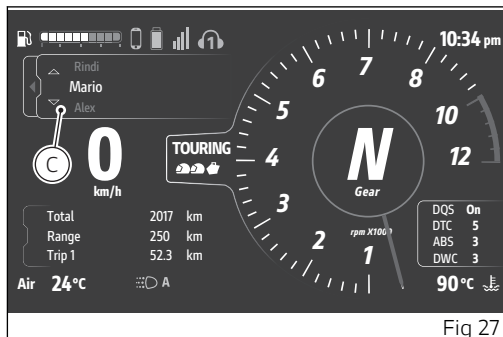 1
10:34 pm
Rindi
Mario
Alex
C
0
km/h
TOURING
Total 2017 km
Range 250 km
Trip 1 52.3 km
Air 24°C
A
1
2
3
4
5
6
7
8
10
12
N
Gear
rpm X1000
DQS On
DTC 5
ABS 3
DWC 3
90°C
Fig 27